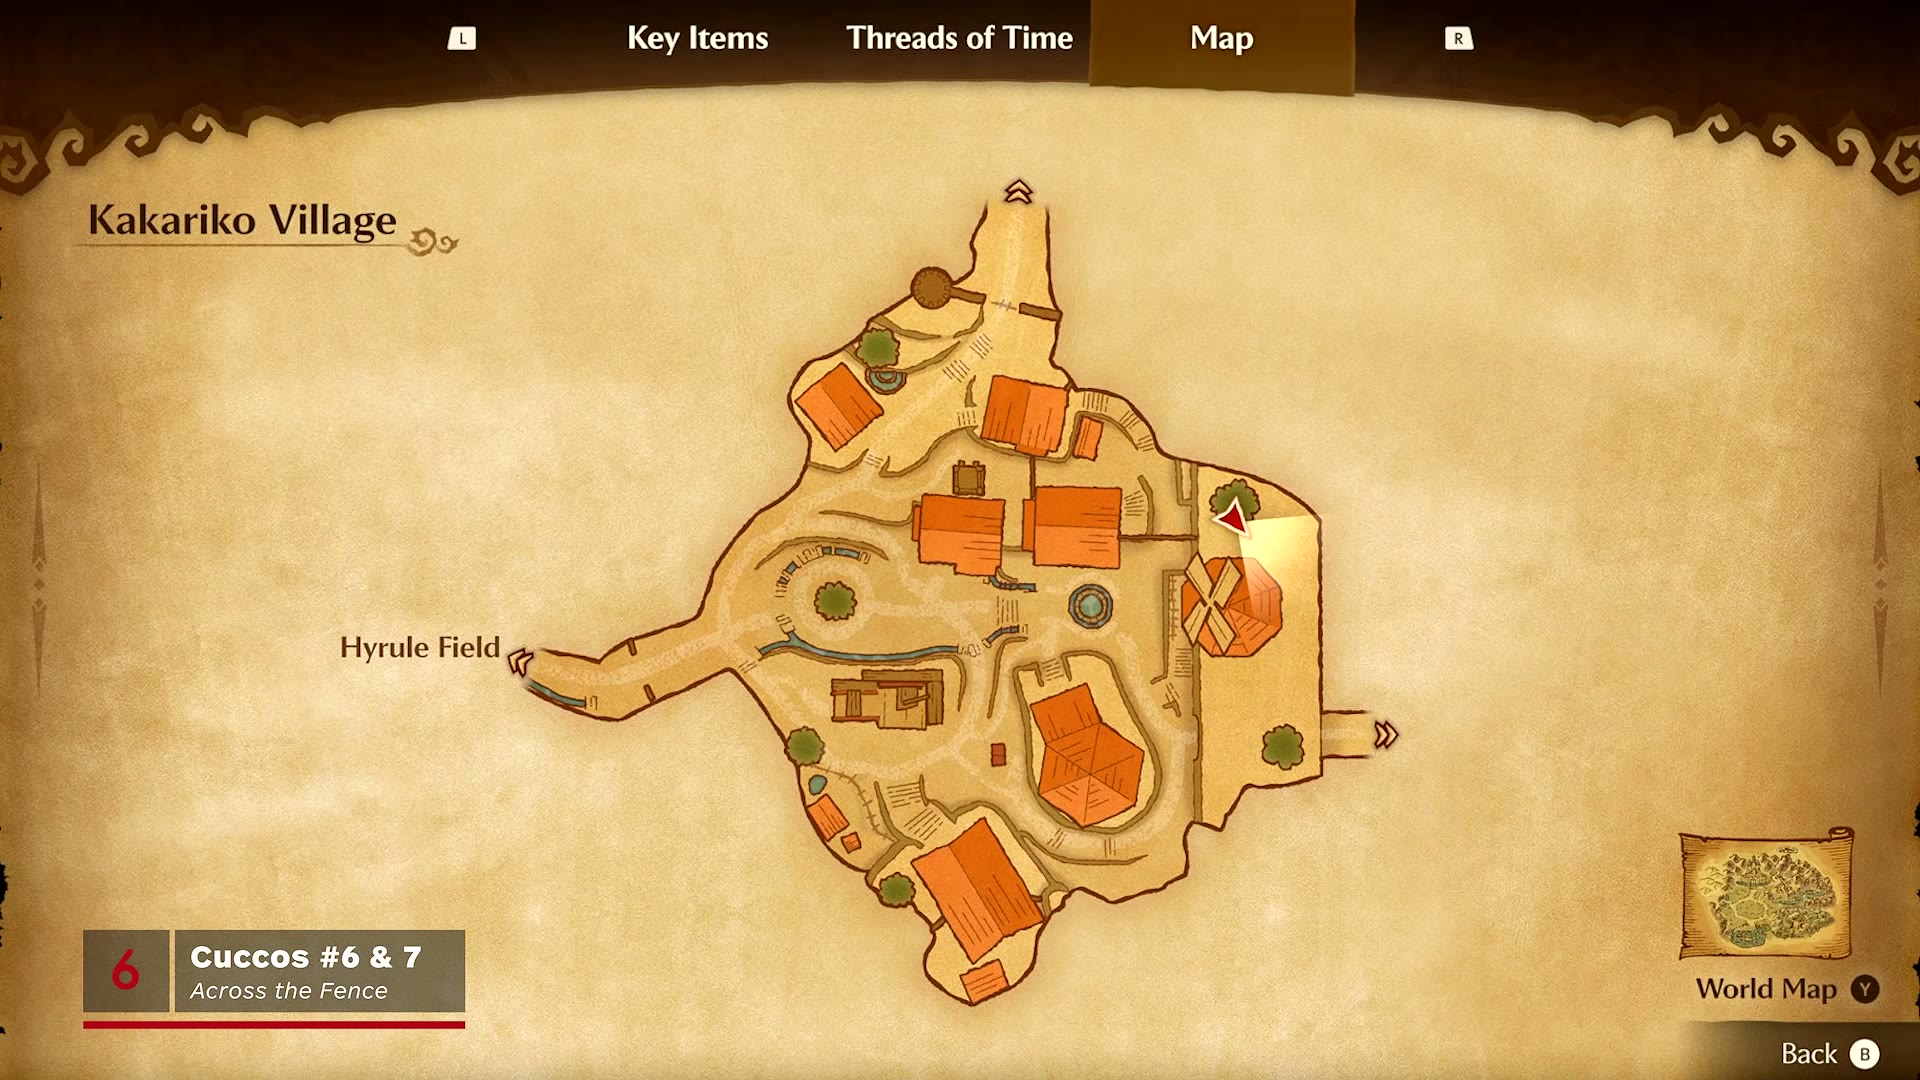 L
Key Items
Threads of Time
Map
R
Kakariko Village
Hyrule Field
6
Cuccos #6 & 7
Across the Fence
World Map Y
Back B